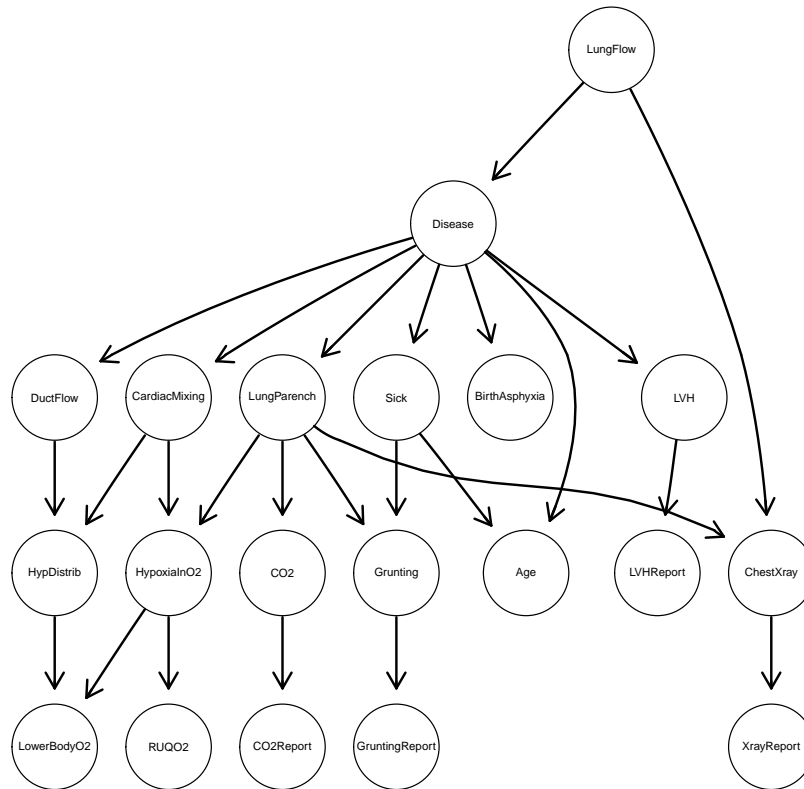 LungFlow
Disease
DuctFlow
CardiacMixing
LungParench
Sick
BirthAsphyxia
LVH
HypDistrib
HypoxiaInO2
CO2
Grunting
Age
LVHReport
ChestXray
LowerBodyO2
RUQO2
CO2Report
GruntingReport
XrayReport